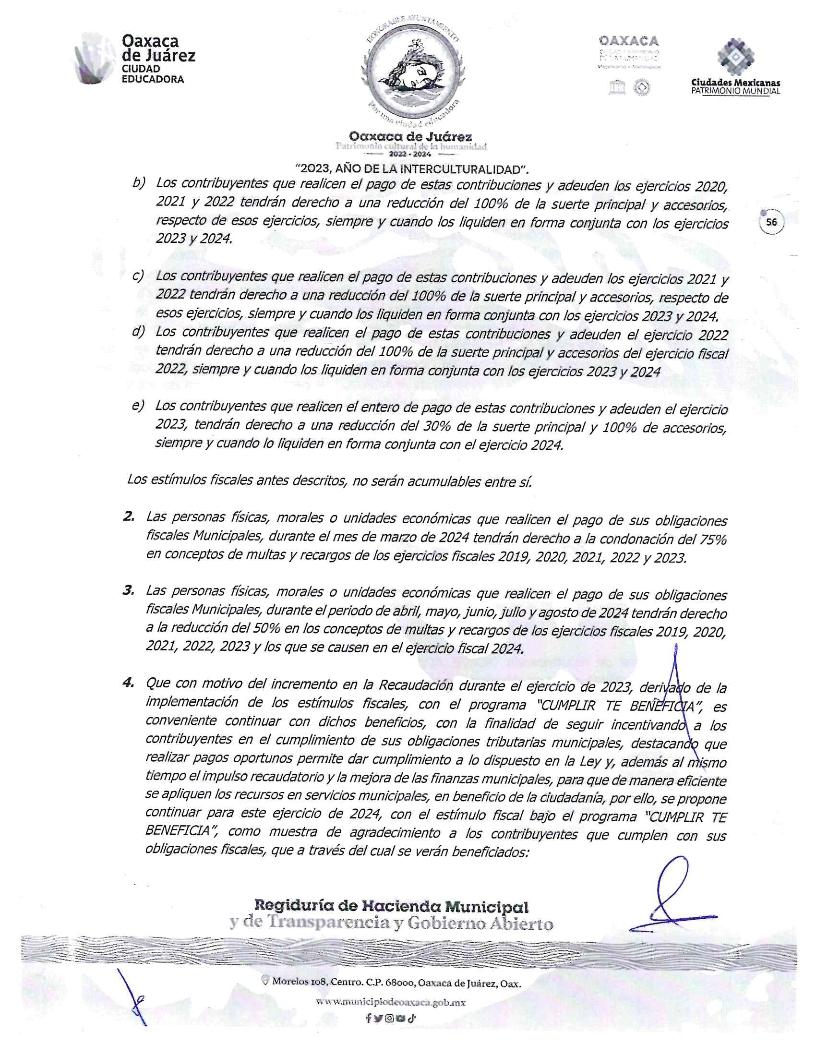 Oaxaca
de Juárez
CIUDAD
EDUCADORA
HONORABLE AYUNTAMIENTO
Por una ciudad educadora
Oaxaca de Juárez
Patrimonio cultural de la humanidad
2022 - 2024
OAXACA
Ciudades Mexicanas
PATRIMONIO MUNDIAL
"2023, AÑO DE LA INTERCULTURALIDAD".
56
b) Los contribuyentes que realicen el pago de estas contribuciones y adeuden los ejercicios 2020,
2021 y 2022 tendrán derecho a una reducción del 100% de la suerte principal y accesorios,
respecto de esos ejercicios, siempre y cuando los liquiden en forma conjunta con los ejercicios
2023 y 2024.
c) Los contribuyentes que realicen el pago de estas contribuciones y adeuden los ejercicios 2021 y
2022 tendrán derecho a una reducción del 100% de la suerte principal y accesorios, respecto de
esos ejercicios, siempre y cuando los liquiden en forma conjunta con los ejercicios 2023 y 2024.
d) Los contribuyentes que realicen el pago de estas contribuciones y adeuden el ejercicio 2022
tendrán derecho a una reducción del 100% de la suerte principal y accesorios del ejercicio fiscal
2022, siempre y cuando los liquiden en forma conjunta con los ejercicios 2023 y 2024
e) Los contribuyentes que realicen el entero de pago de estas contribuciones y adeuden el ejercicio
2023, tendrán derecho a una reducción del 30% de la suerte principal y 100% de accesorios,
siempre y cuando lo liquiden en forma conjunta con el ejercicio 2024.
Los estímulos fiscales antes descritos, no serán acumulables entre sí.
2. Las personas físicas, morales o unidades económicas que realicen el pago de sus obligaciones
fiscales Municipales, durante el mes de marzo de 2024 tendrán derecho a la condonación del 75%
en conceptos de multas y recargos de los ejercicios fiscales 2019, 2020, 2021, 2022 y 2023.
3. Las personas físicas, morales o unidades económicas que realicen el pago de sus obligaciones
fiscales Municipales, durante el periodo de abril, mayo, junio, julio y agosto de 2024 tendrán derecho
a la reducción del 50% en los conceptos de multas y recargos de los ejercicios fiscales 2019, 2020,
2021, 2022, 2023 y los que se causen en el ejercicio fiscal 2024.
4. Que con motivo del incremento en la Recaudación durante el ejercicio de 2023, derivado de la
implementación de los estímulos fiscales, con el programa "CUMPLIR TE BENEFICIA", es
conveniente continuar con dichos beneficios, con la finalidad de seguir incentivando a los
contribuyentes en el cumplimiento de sus obligaciones tributarias municipales, destacando que
realizar pagos oportunos permite dar cumplimiento a lo dispuesto en la Ley y, además al mismo
tiempo el impulso recaudatorio y la mejora de las finanzas municipales, para que de manera eficiente
se apliquen los recursos en servicios municipales, en beneficio de la ciudadanía, por ello, se propone
continuar para este ejercicio de 2024, con el estímulo fiscal bajo el programa "CUMPLIR TE
BENEFICIA", como muestra de agradecimiento a los contribuyentes que cumplen con sus
obligaciones fiscales, que a través del cual se verán beneficiados:
Regiduría de Hacienda Municipal
y de Transparencia y Gobierno Abierto
Morelos 108, Centro. C.P. 68000, Oaxaca de Juárez, Oax.
www.municipiodeoaxaca.gob.mx